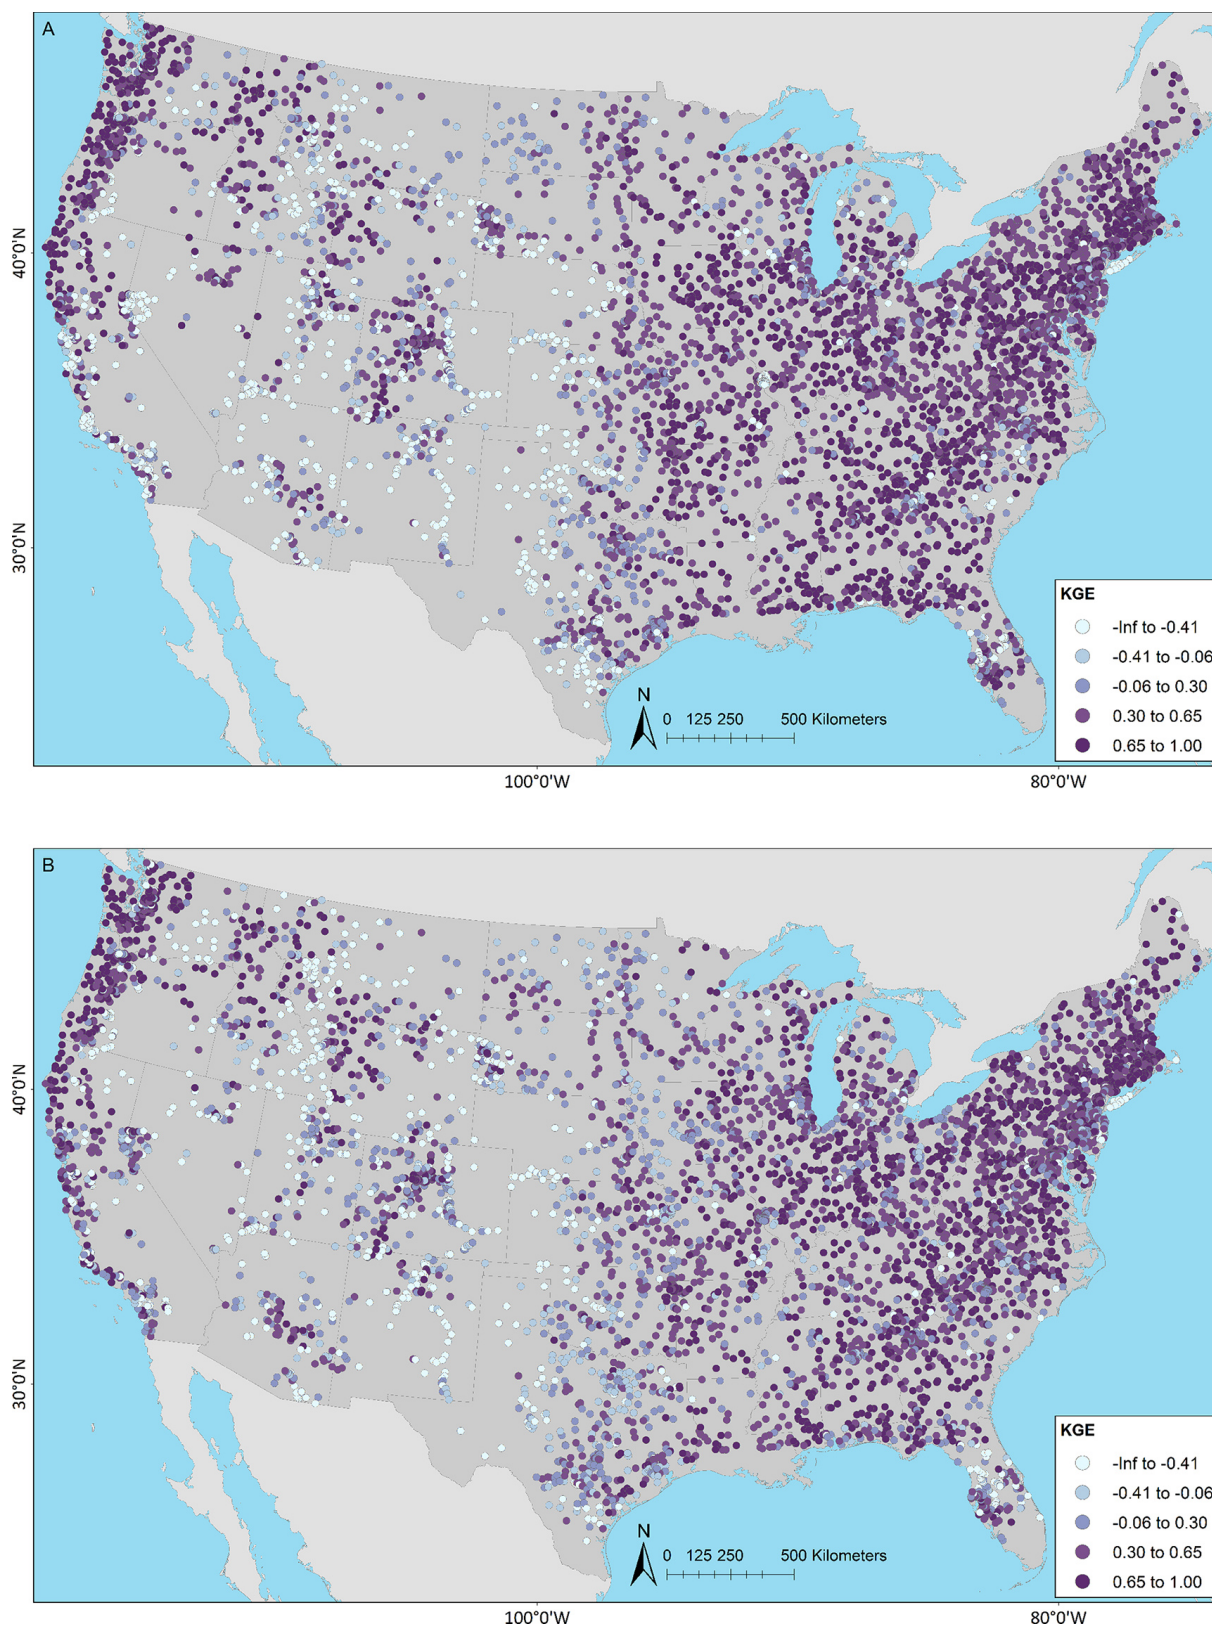 A
40°0'N
30°0'N
KGE
-Inf to -0.41
-0.41 to -0.06
-0.06 to 0.30
0.30 to 0.65
0.65 to 1.00
N
0 125 250 500 Kilometers
100°0'W 80°0'W
B
40°0'N
30°0'N
KGE
-Inf to -0.41
-0.41 to -0.06
-0.06 to 0.30
0.30 to 0.65
0.65 to 1.00
N
0 125 250 500 Kilometers
100°0'W 80°0'W